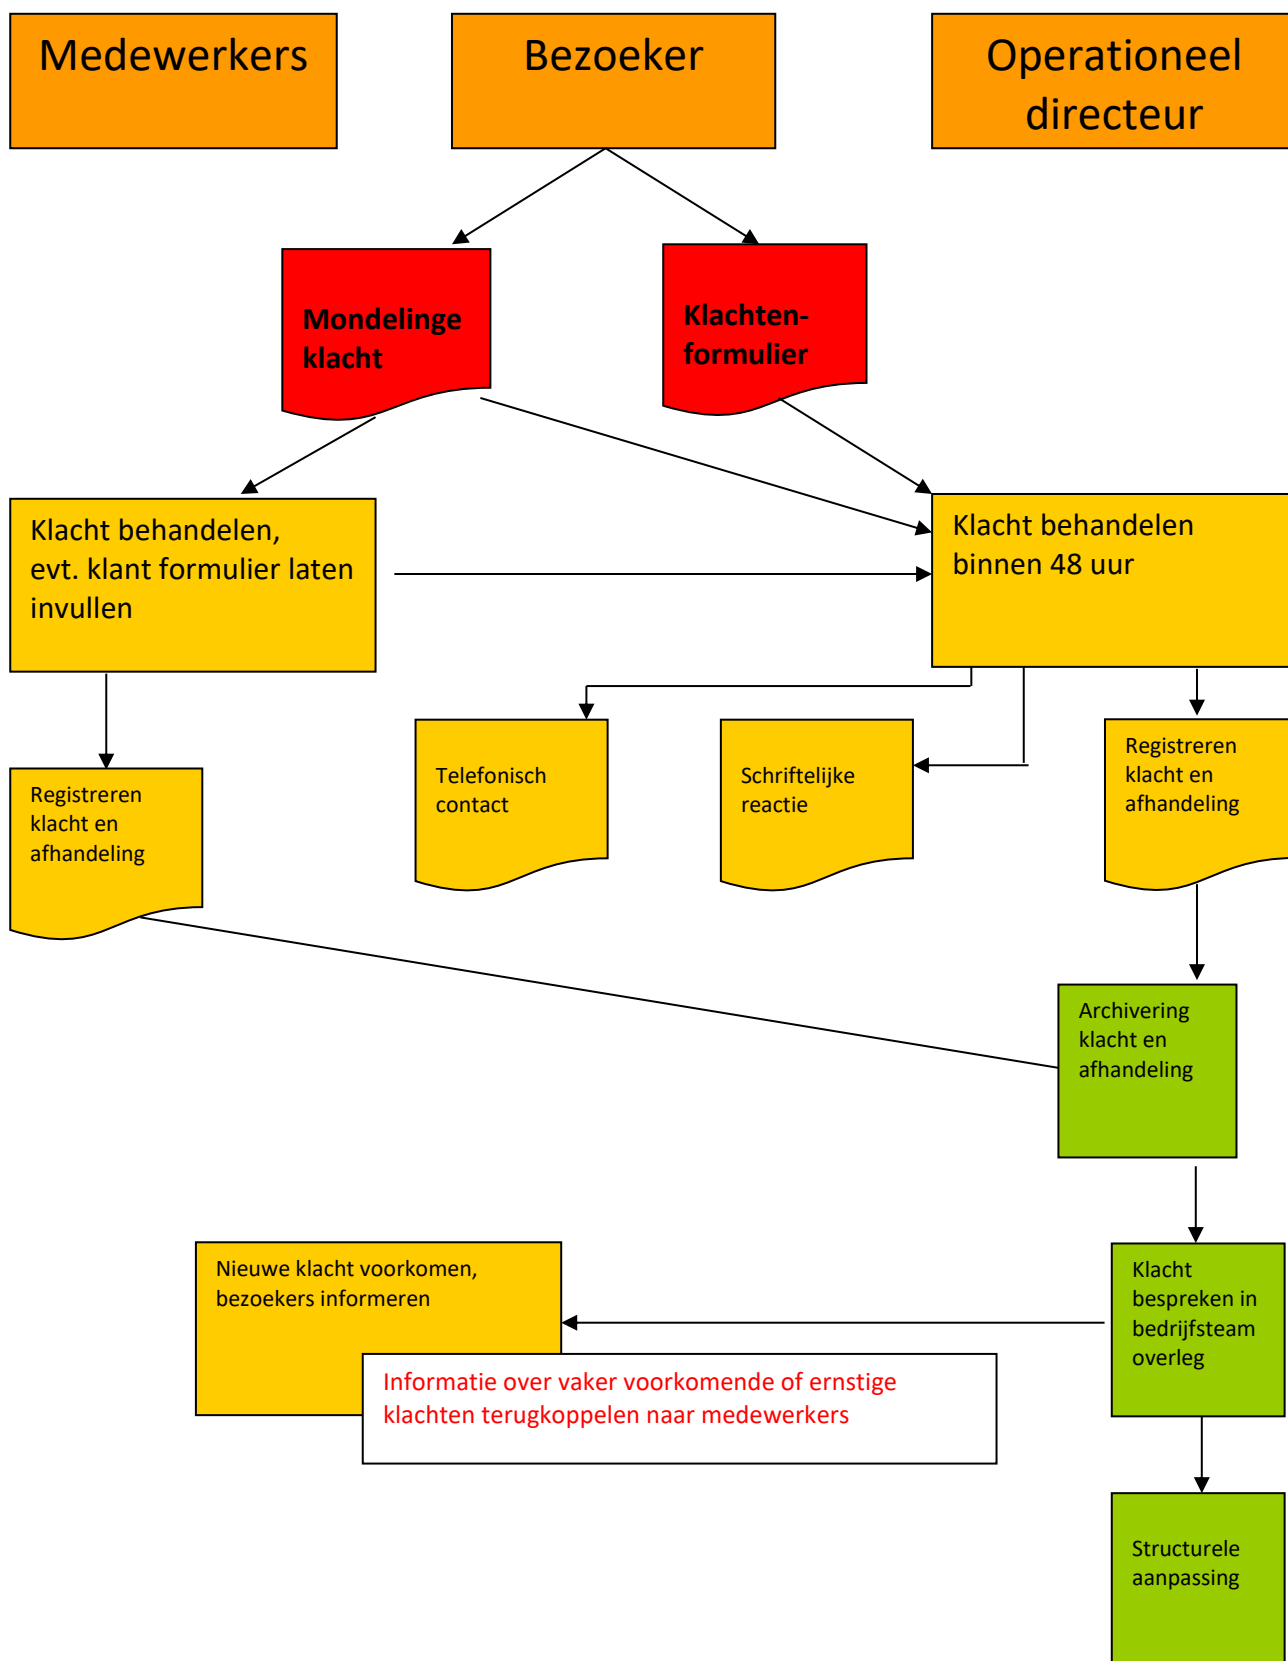 Medewerkers
Bezoeker
Operationeel
directeur
Mondelinge
klacht
Klachten-
formulier
Klacht behandelen,
evt. klant formulier laten
invullen
Klacht behandelen
binnen 48 uur
Registreren
klacht en
afhandeling
Telefonisch
contact
Schriftelijke
reactie
Registreren
klacht en
afhandeling
Archivering
klacht en
afhandeling
Nieuwe klacht voorkomen,
bezoekers informeren
Klacht
bespreken in
bedrijfsteam
overleg
Informatie over vaker voorkomende of ernstige
klachten terugkoppelen naar medewerkers
Structurele
aanpassing